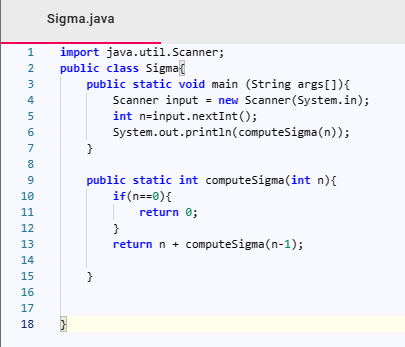 Sigma.java
1 import java.util.Scanner;
2 public class Sigma{
3 public static void main (String args[]){
4 Scanner input = new Scanner(System.in);
5 int n=input.nextInt();
6 System.out.println(computeSigma(n));
7 }
8
9 public static int computeSigma(int n){
10 if(n==0){
11 return 0;
12 }
13 return n + computeSigma(n-1);
14
15 }
16
17
18 }